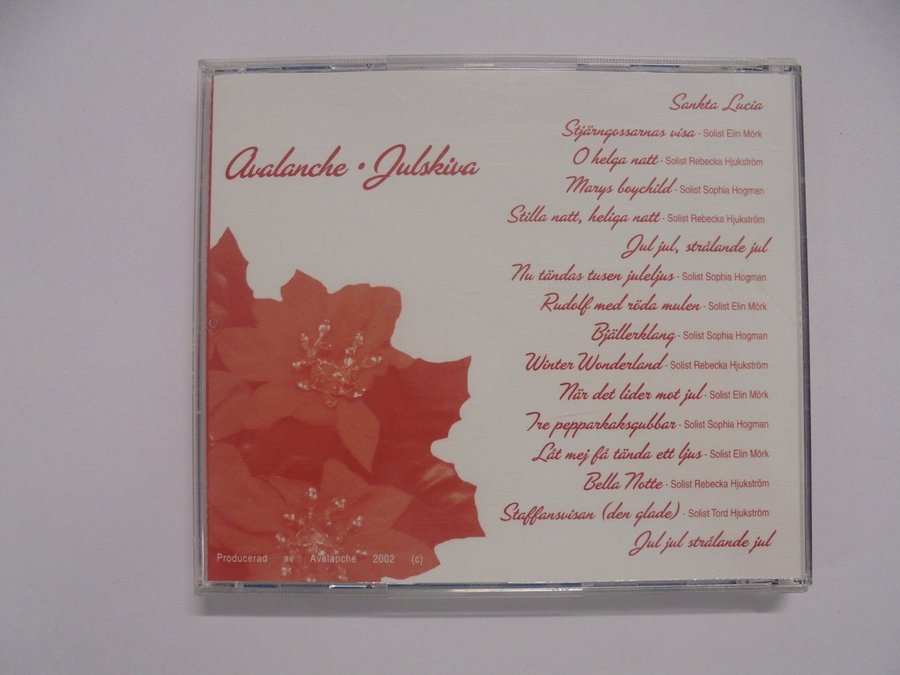 Avalanche • Julskiva
Sankta Lucia
Stjärngossarnas visa - Solist Elin Mörk
O helga natt - Solist Rebecka Hjukström
Marys boychild - Solist Sophia Hogman
Stilla natt, heliga natt - Solist Rebecka Hjukström
Jul jul, strålande jul
Nu tändas tusen juleljus - Solist Sophia Hogman
Rudolf med röda mulen - Solist Elin Mörk
Bjällerklang - Solist Sophia Hogman
Winter Wonderland - Solist Rebecka Hjukström
När det lider mot jul - Solist Elin Mörk
Tre pepparkaksgubbar - Solist Sophia Hogman
Låt mej få tända ett ljus - Solist Elin Mörk
Bella Notte - Solist Rebecka Hjukström
Staffansvisan (den glade) - Solist Tord Hjukström
Jul jul strålande jul
Producerad av Avalanche 2002 (c)